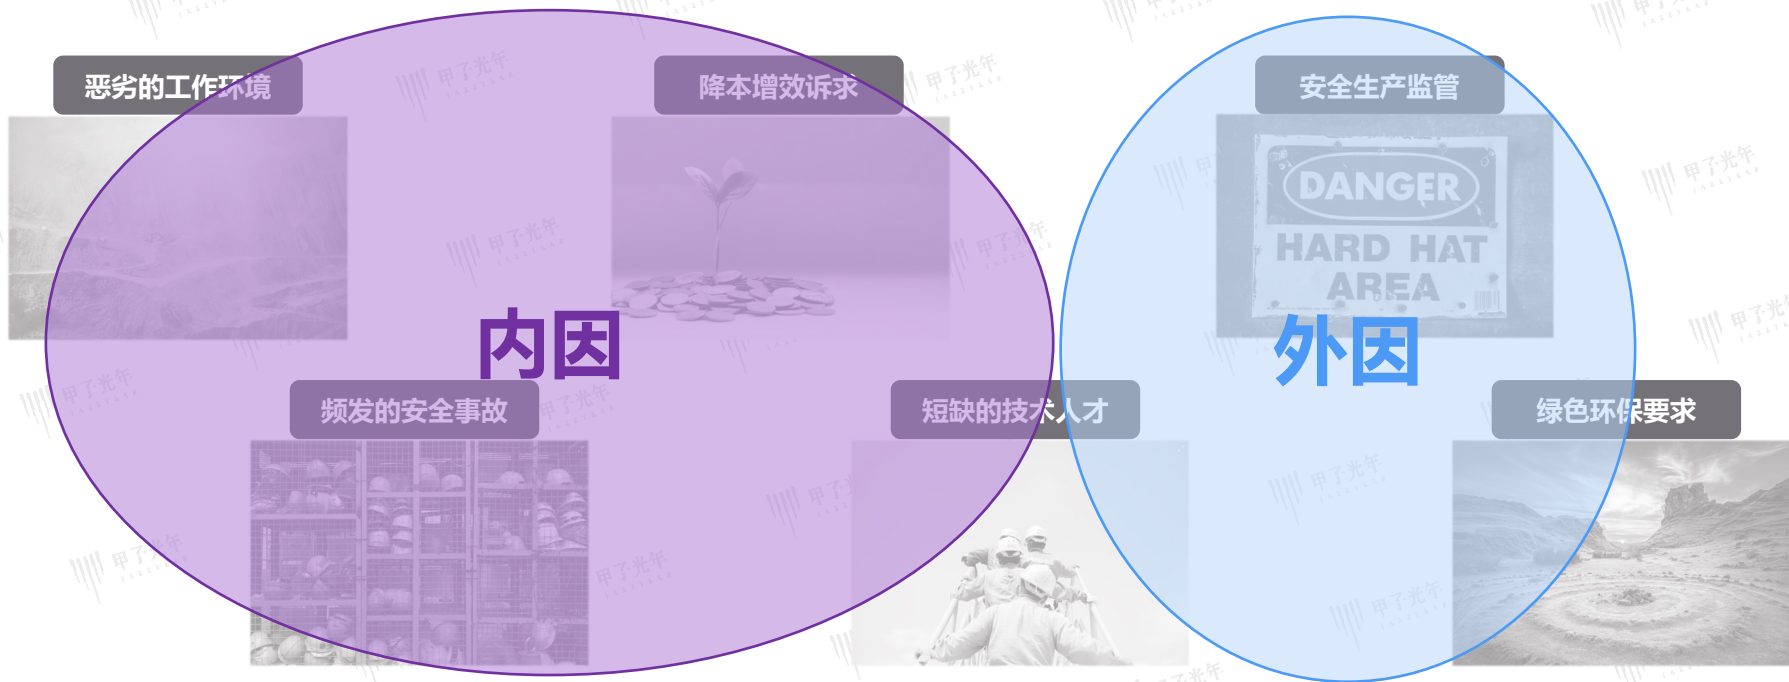 恶劣的工作环境
降本增效诉求
安全生产监管
DANGER
HARD HAT
AREA
内因
外因
频发的安全事故
短缺的技术人才
绿色环保要求
甲子光年